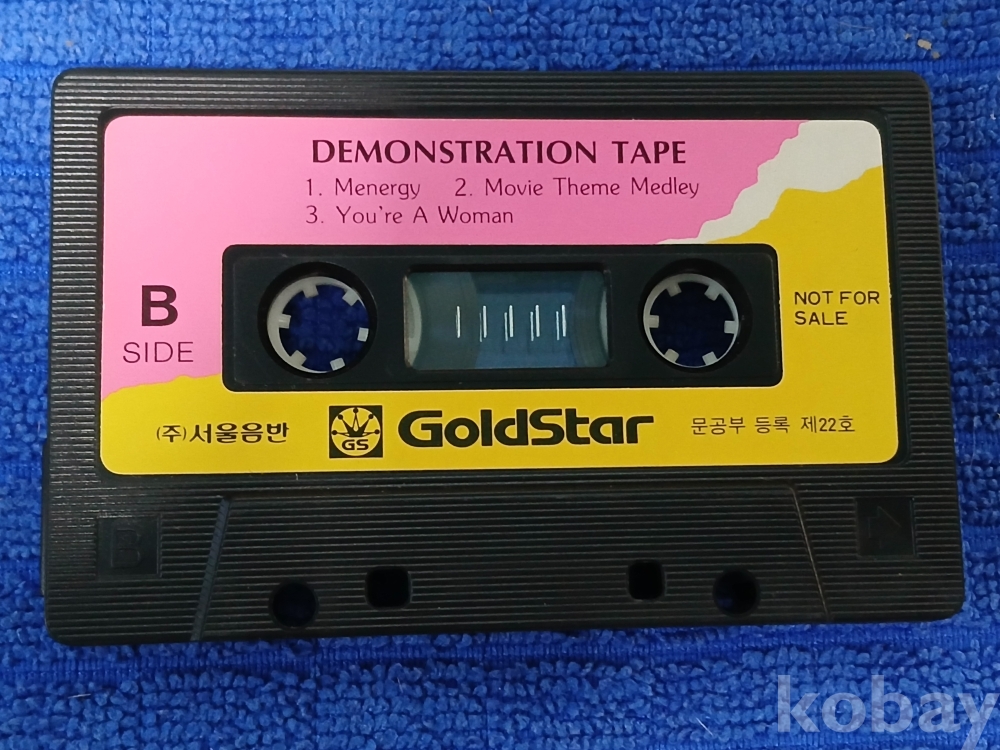 DEMONSTRATION TAPE
1. Menergy 2. Movie Theme Medley
3. You're A Woman
B
SIDE
NOT FOR
SALE
(주)서울음반
GS
GoldStar
문공부 등록 제22호
B
kobay